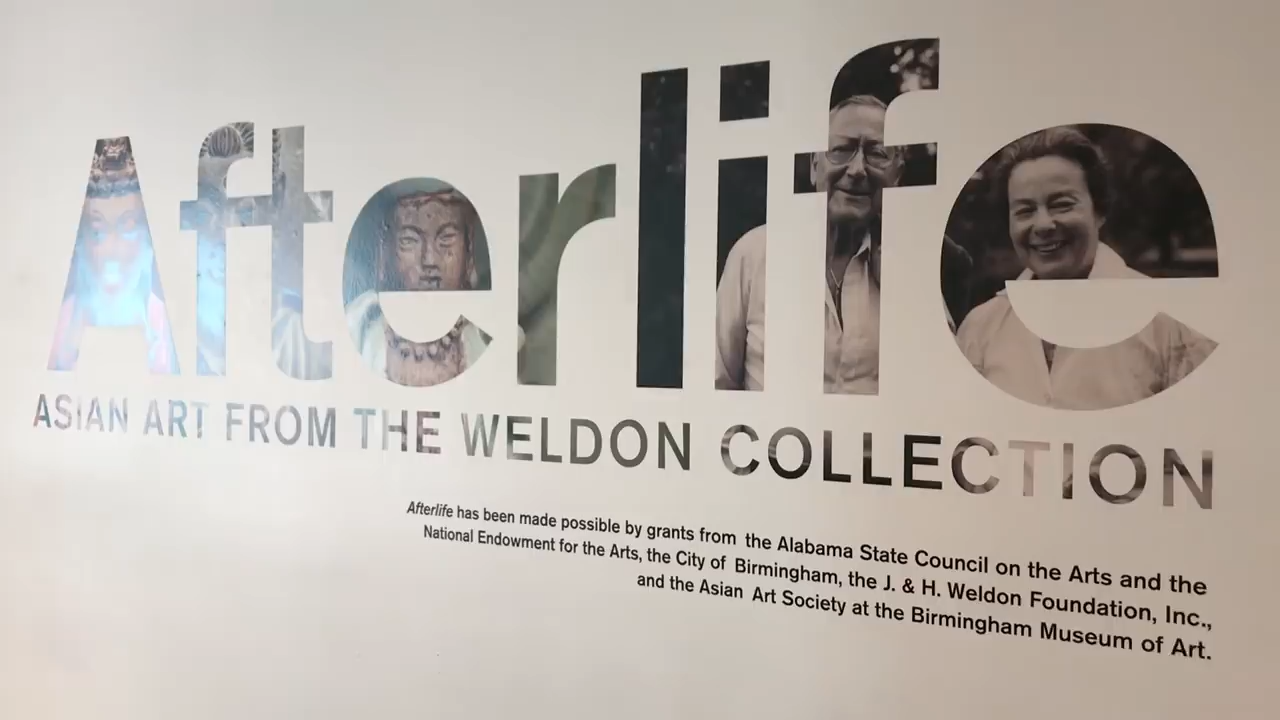 Afterlife
ASIAN ART FROM THE WELDON COLLECTION
Afterlife has been made possible by grants from the Alabama State Council on the Arts and the
National Endowment for the Arts, the City of Birmingham, the J. & H. Weldon Foundation, Inc.,
and the Asian Art Society at the Birmingham Museum of Art.